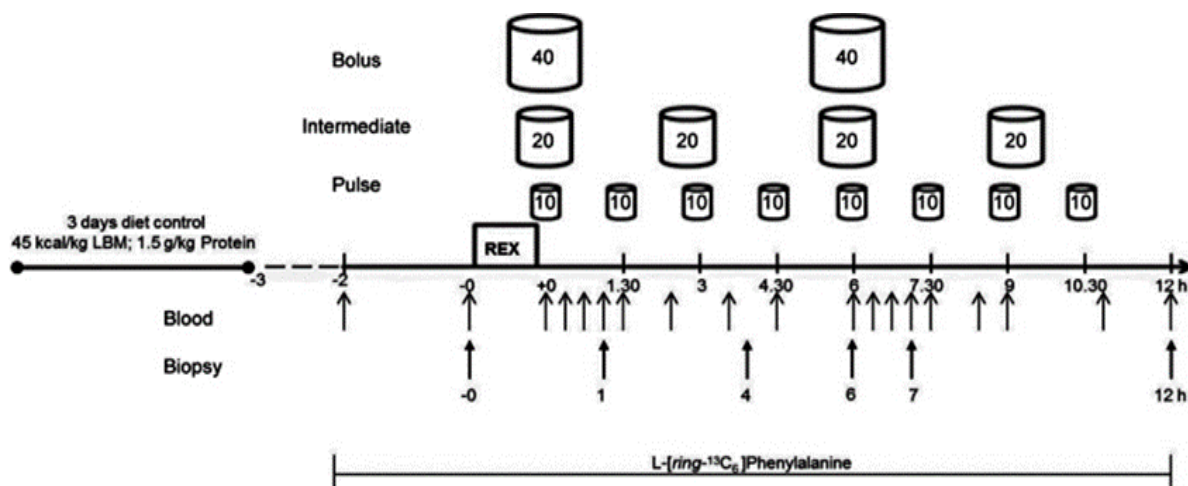 Bolus 40 40
Intermediate 20 20 20 20
Pulse 10 10 10 10 10 10 10 10
3 days diet control
45 kcal/kg LBM; 1.5 g/kg Protein
REX
-3 -2 -0 +0 1.30 3 4.30 6 7.30 9 10.30 12 h
Blood
Biopsy
-0 1 4 6 7 12 h
L-[ring-¹³C₆]Phenylalanine